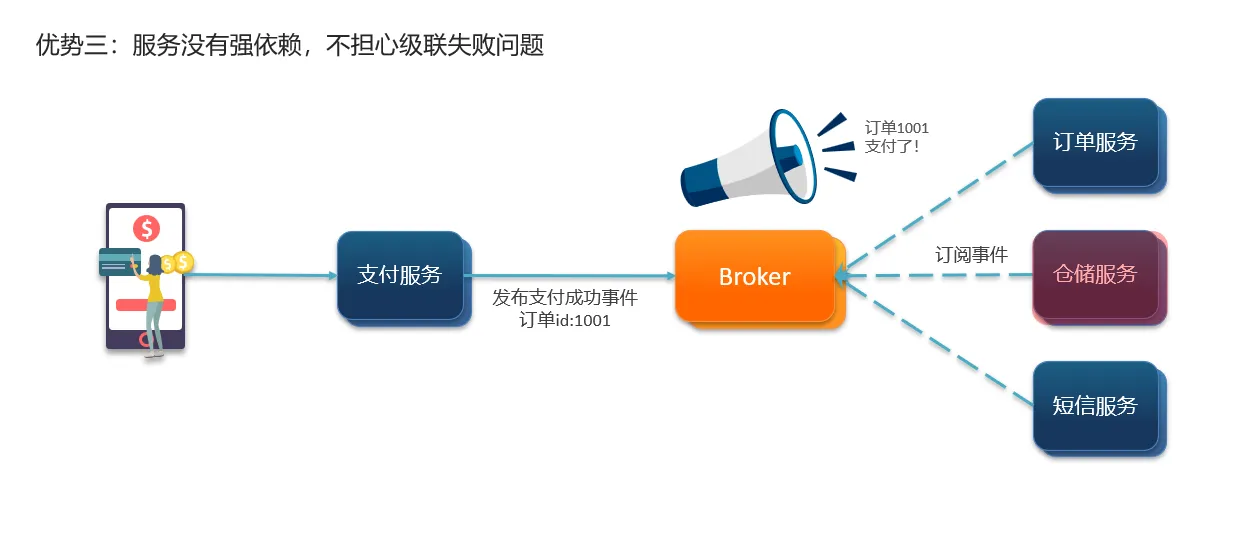 优势三：服务没有强依赖，不担心级联失败问题
订单1001
支付了！
订单服务
$
$
$
支付服务
发布支付成功事件
订单id:1001
Broker
订阅事件
仓储服务
短信服务